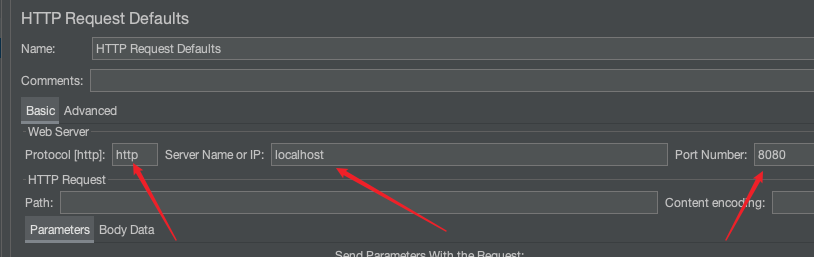 HTTP Request Defaults
Name: HTTP Request Defaults
Comments:
Basic Advanced
Web Server
Protocol [http]: http Server Name or IP: localhost Port Number: 8080
HTTP Request
Path: Content encoding:
Parameters Body Data
Send Parameters With the Request: